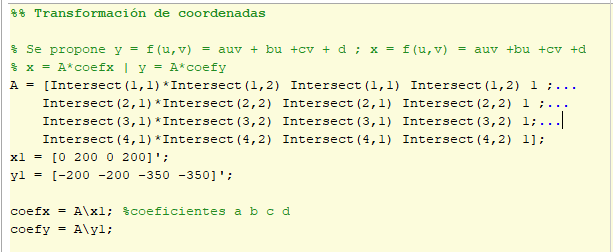 %% Transformación de coordenadas
% Se propone y = f(u,v) = auv + bu +cv + d ; x = f(u,v) = auv +bu +cv +d
% x = A*coefx | y = A*coefy
A = [Intersect(1,1)*Intersect(1,2) Intersect(1,1) Intersect(1,2) 1 ;...
Intersect(2,1)*Intersect(2,2) Intersect(2,1) Intersect(2,2) 1 ;...
Intersect(3,1)*Intersect(3,2) Intersect(3,1) Intersect(3,2) 1;...
Intersect(4,1)*Intersect(4,2) Intersect(4,1) Intersect(4,2) 1];
x1 = [0 200 0 200]';
y1 = [-200 -200 -350 -350]';
coefx = A\x1; %coeficientes a b c d
coefy = A\y1;